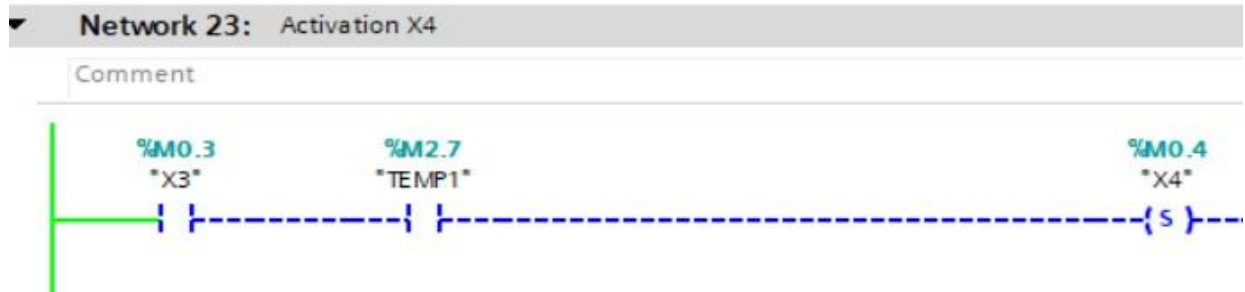 Network 23: Activation X4
Comment
%M0.3 %M2.7 %M0.4
"X3" "TEMP1" "X4"
S